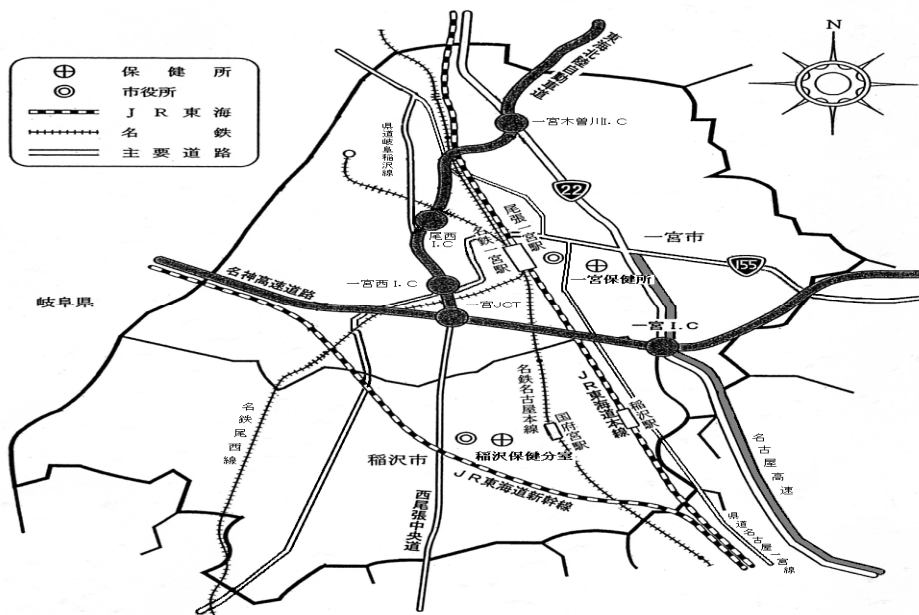 保健所
市役所
JR東海
名鉄
主要道路
N
東海北陸自動車道
一宮木曽川I.C
県道岐阜稲沢線
22
尾西
I.C
名鉄一宮駅
尾張一宮駅
一宮市
155
一宮保健所
名神高速道路
一宮西I.C
岐阜県
一宮JCT
一宮I.C
名鉄名古屋本線
JR東海道本線
稲沢駅
国府宮駅
名鉄尾西線
稲沢保健分室
稲沢市
JR東海道新幹線
西尾張中央道
名古屋高速
県道名古屋一宮線